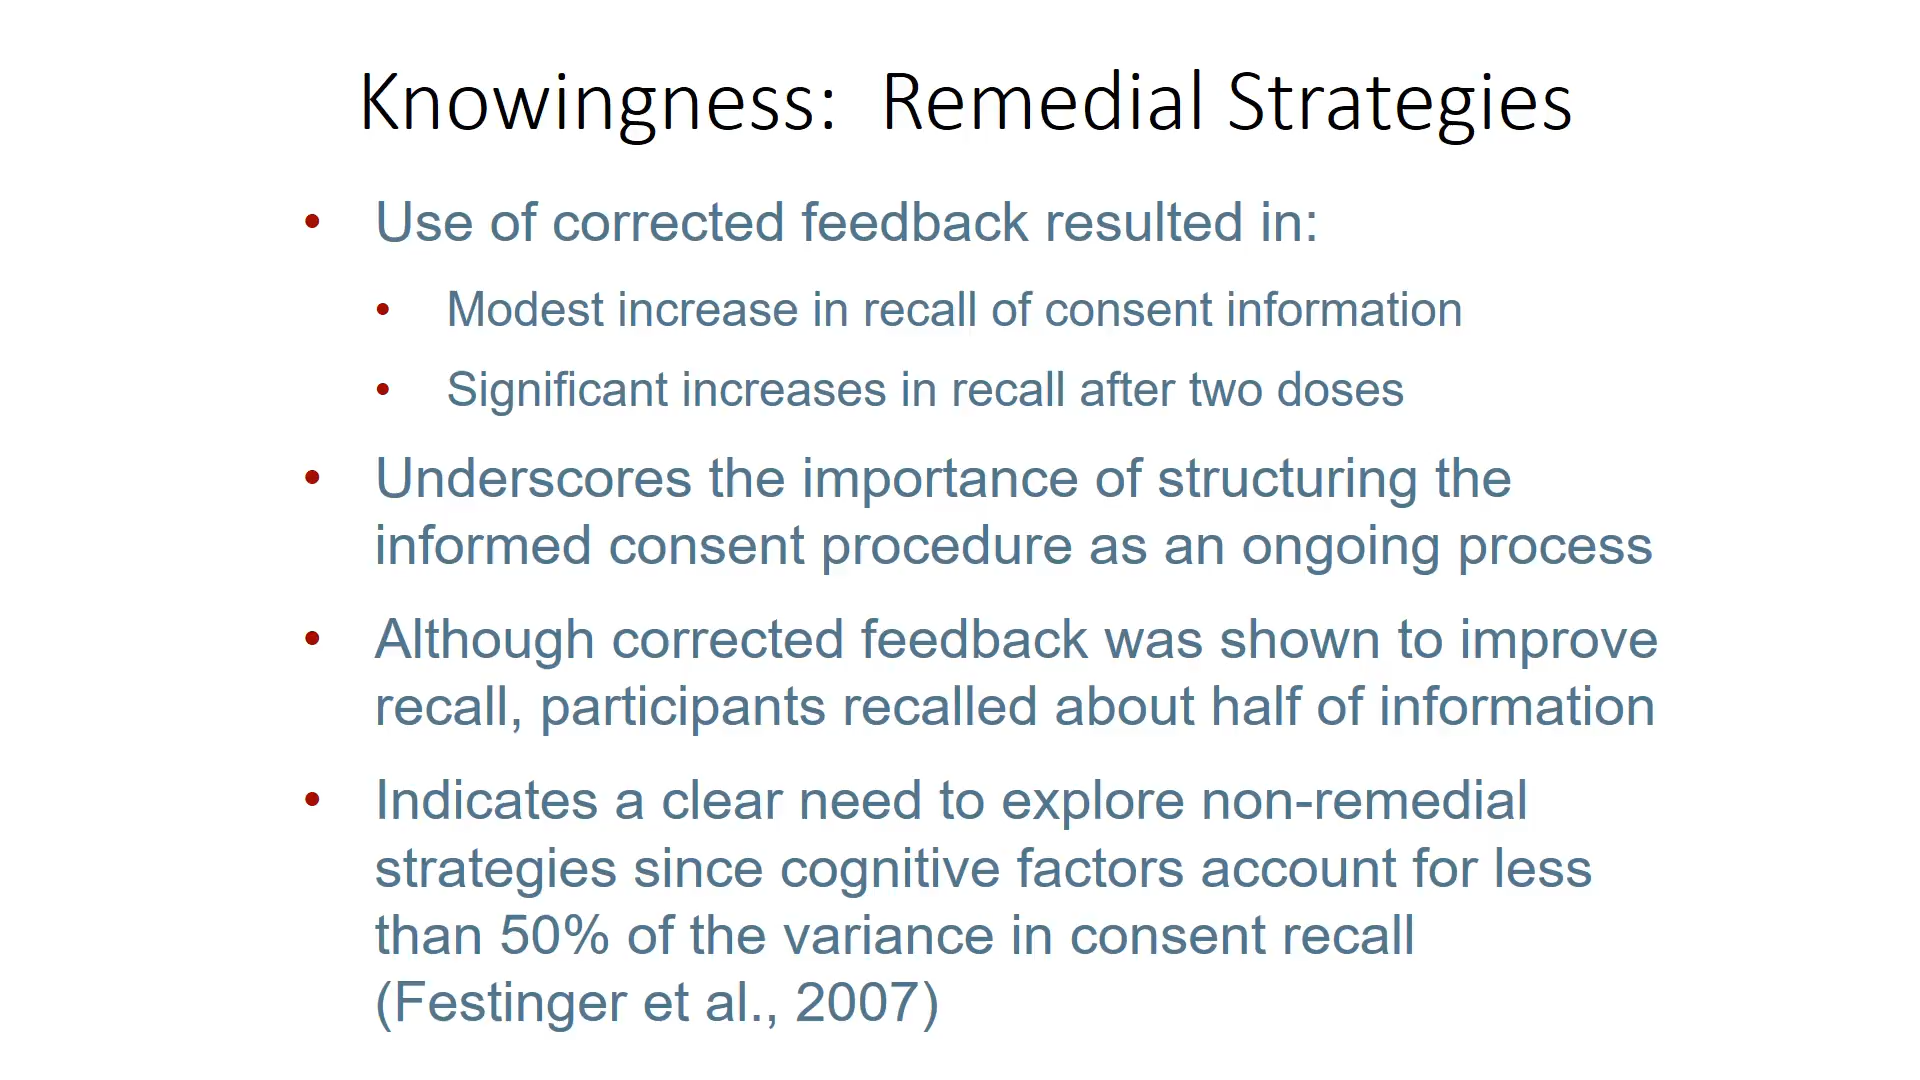 Knowingness: Remedial Strategies
• Use of corrected feedback resulted in:
• Modest increase in recall of consent information
• Significant increases in recall after two doses
• Underscores the importance of structuring the
informed consent procedure as an ongoing process
• Although corrected feedback was shown to improve
recall, participants recalled about half of information
• Indicates a clear need to explore non-remedial
strategies since cognitive factors account for less
than 50% of the variance in consent recall
(Festinger et al., 2007)